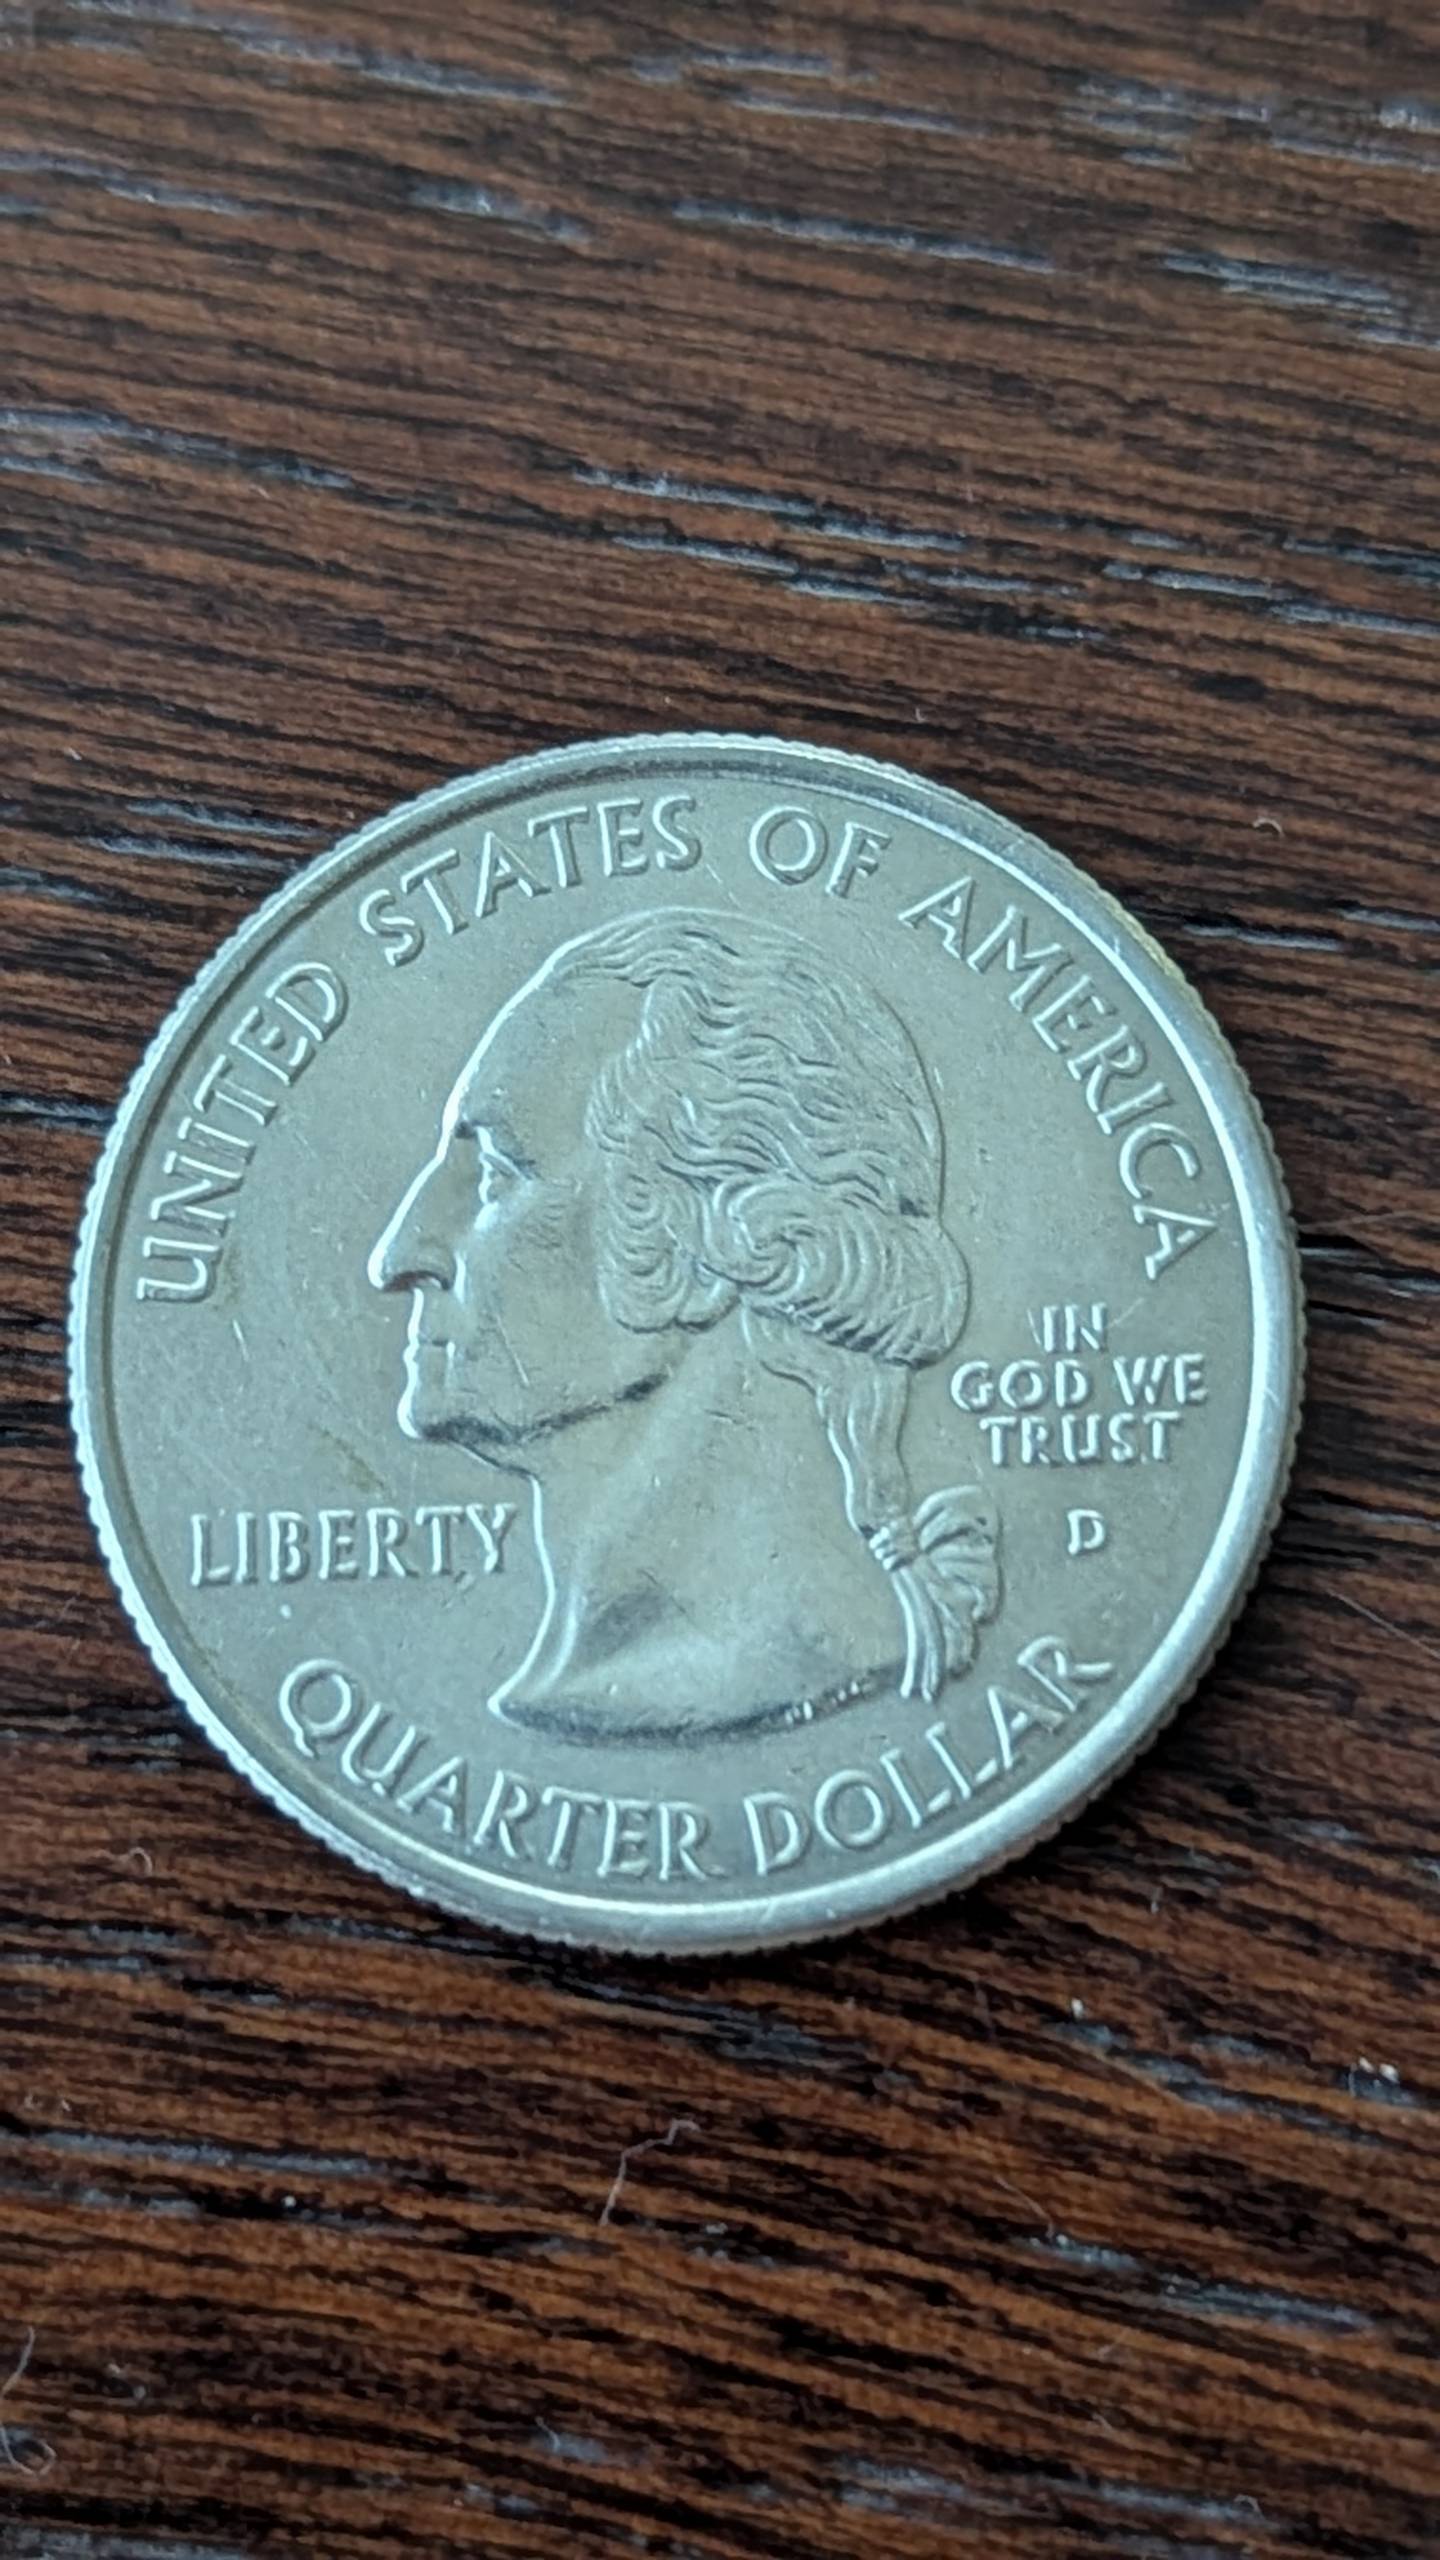 UNITED STATES OF AMERICA
IN
GOD WE
TRUST
LIBERTY
D
QUARTER DOLLAR